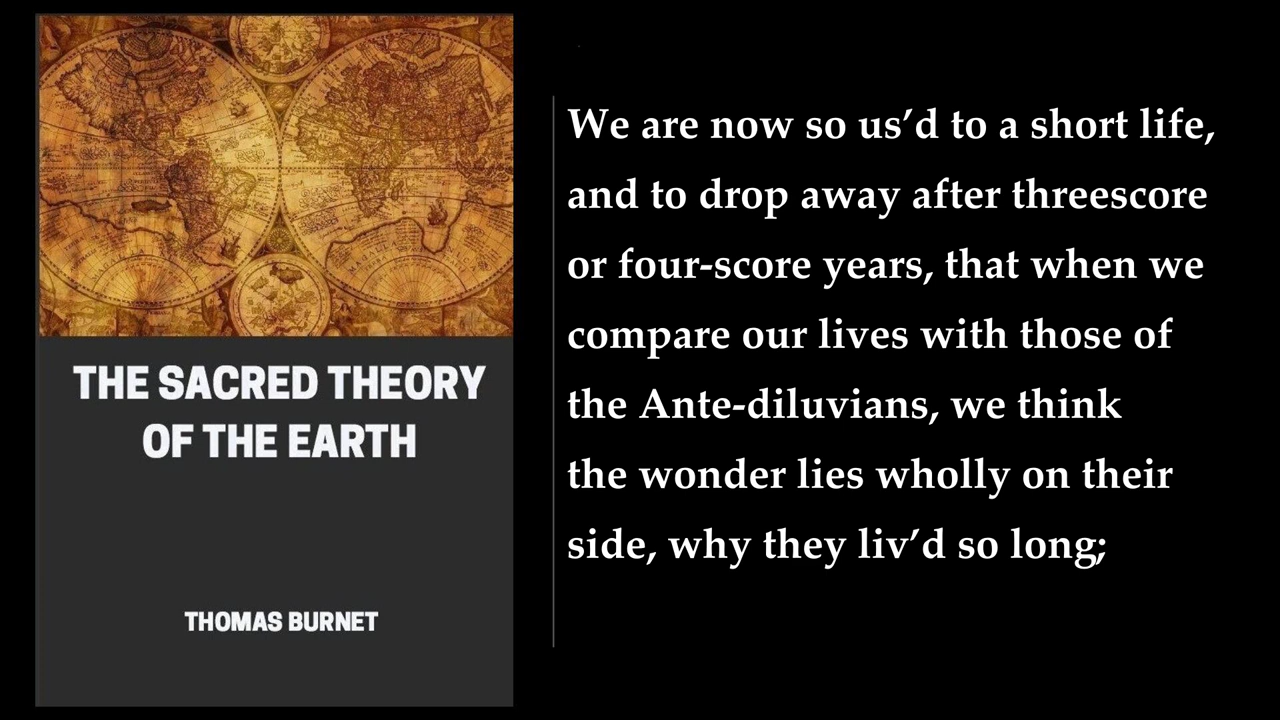 THE SACRED THEORY
OF THE EARTH
THOMAS BURNET
We are now so us’d to a short life,
and to drop away after threescore
or four-score years, that when we
compare our lives with those of
the Ante-diluvians, we think
the wonder lies wholly on their
side, why they liv’d so long;